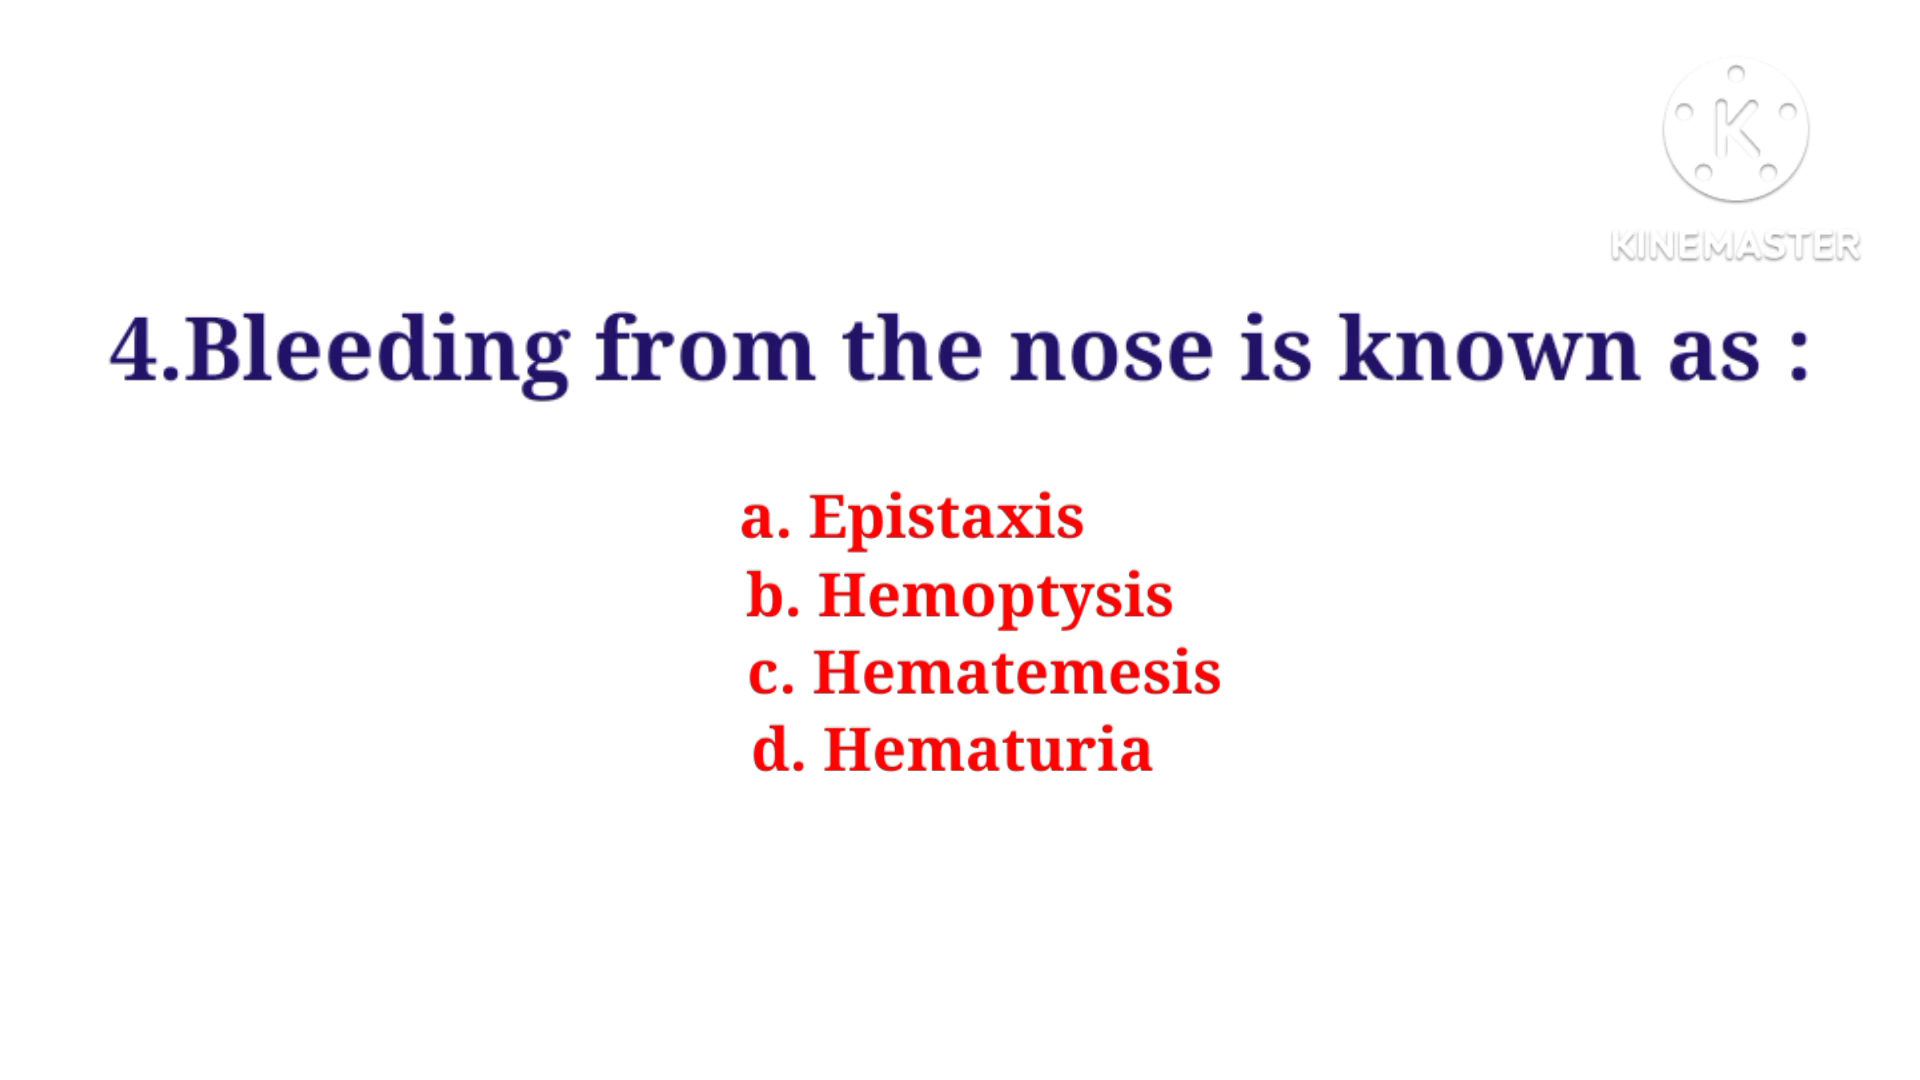 K
KINEMASTER
4.Bleeding from the nose is known as :
a. Epistaxis
b. Hemoptysis
c. Hematemesis
d. Hematuria